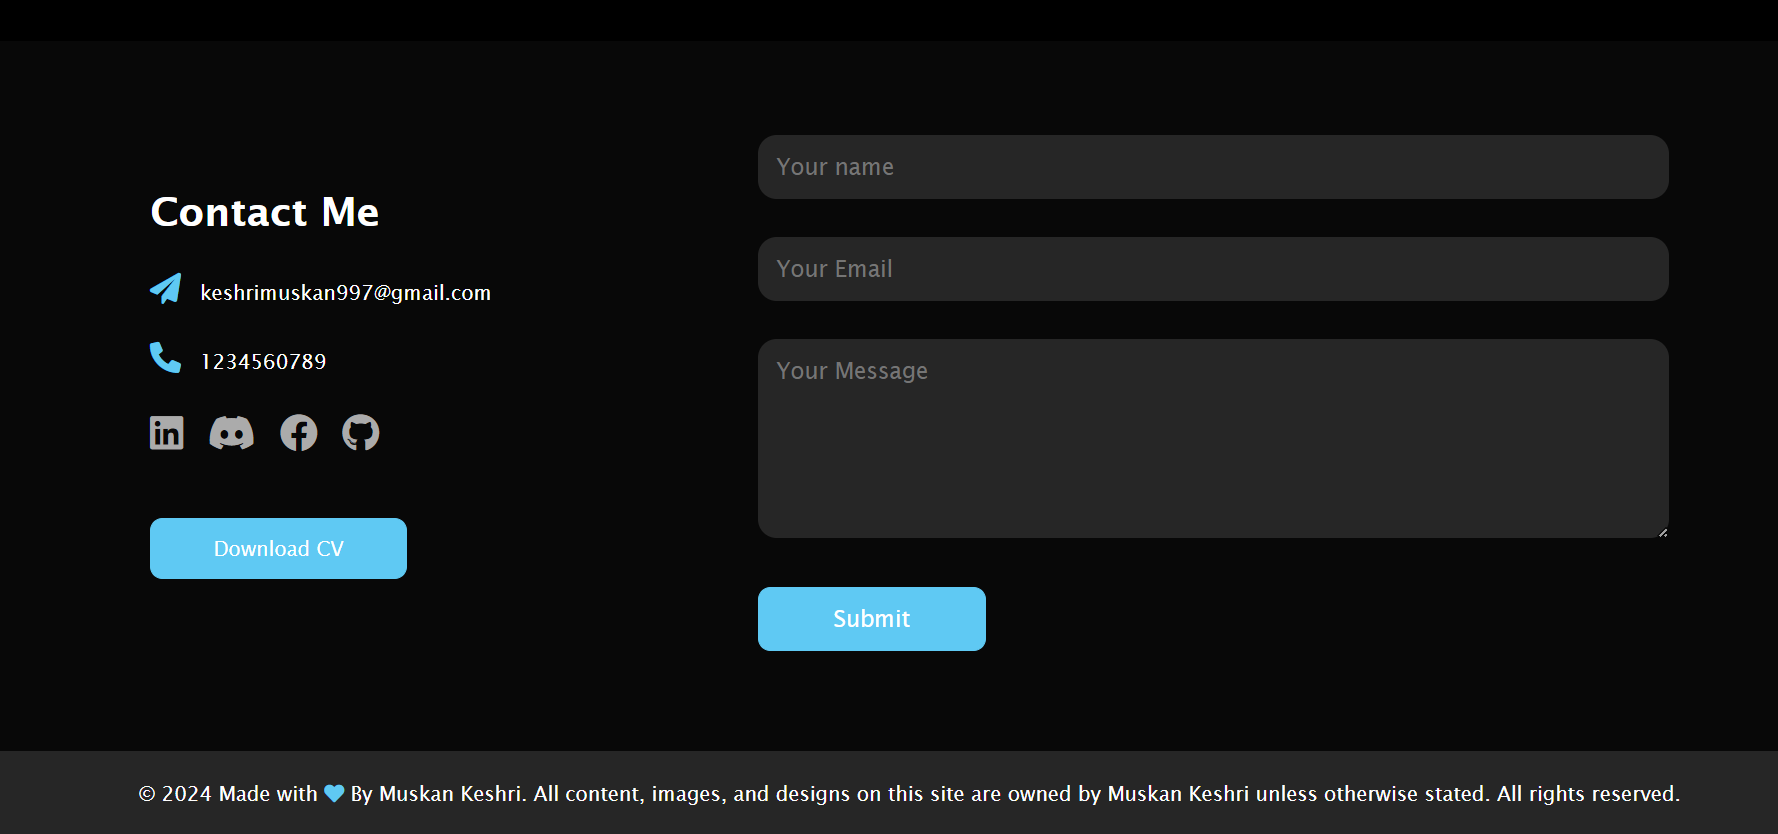 Contact Me
keshrimuskan997@gmail.com
1234560789
in
Download CV
Your name
Your Email
Your Message
Submit
© 2024 Made with By Muskan Keshri. All content, images, and designs on this site are owned by Muskan Keshri unless otherwise stated. All rights reserved.